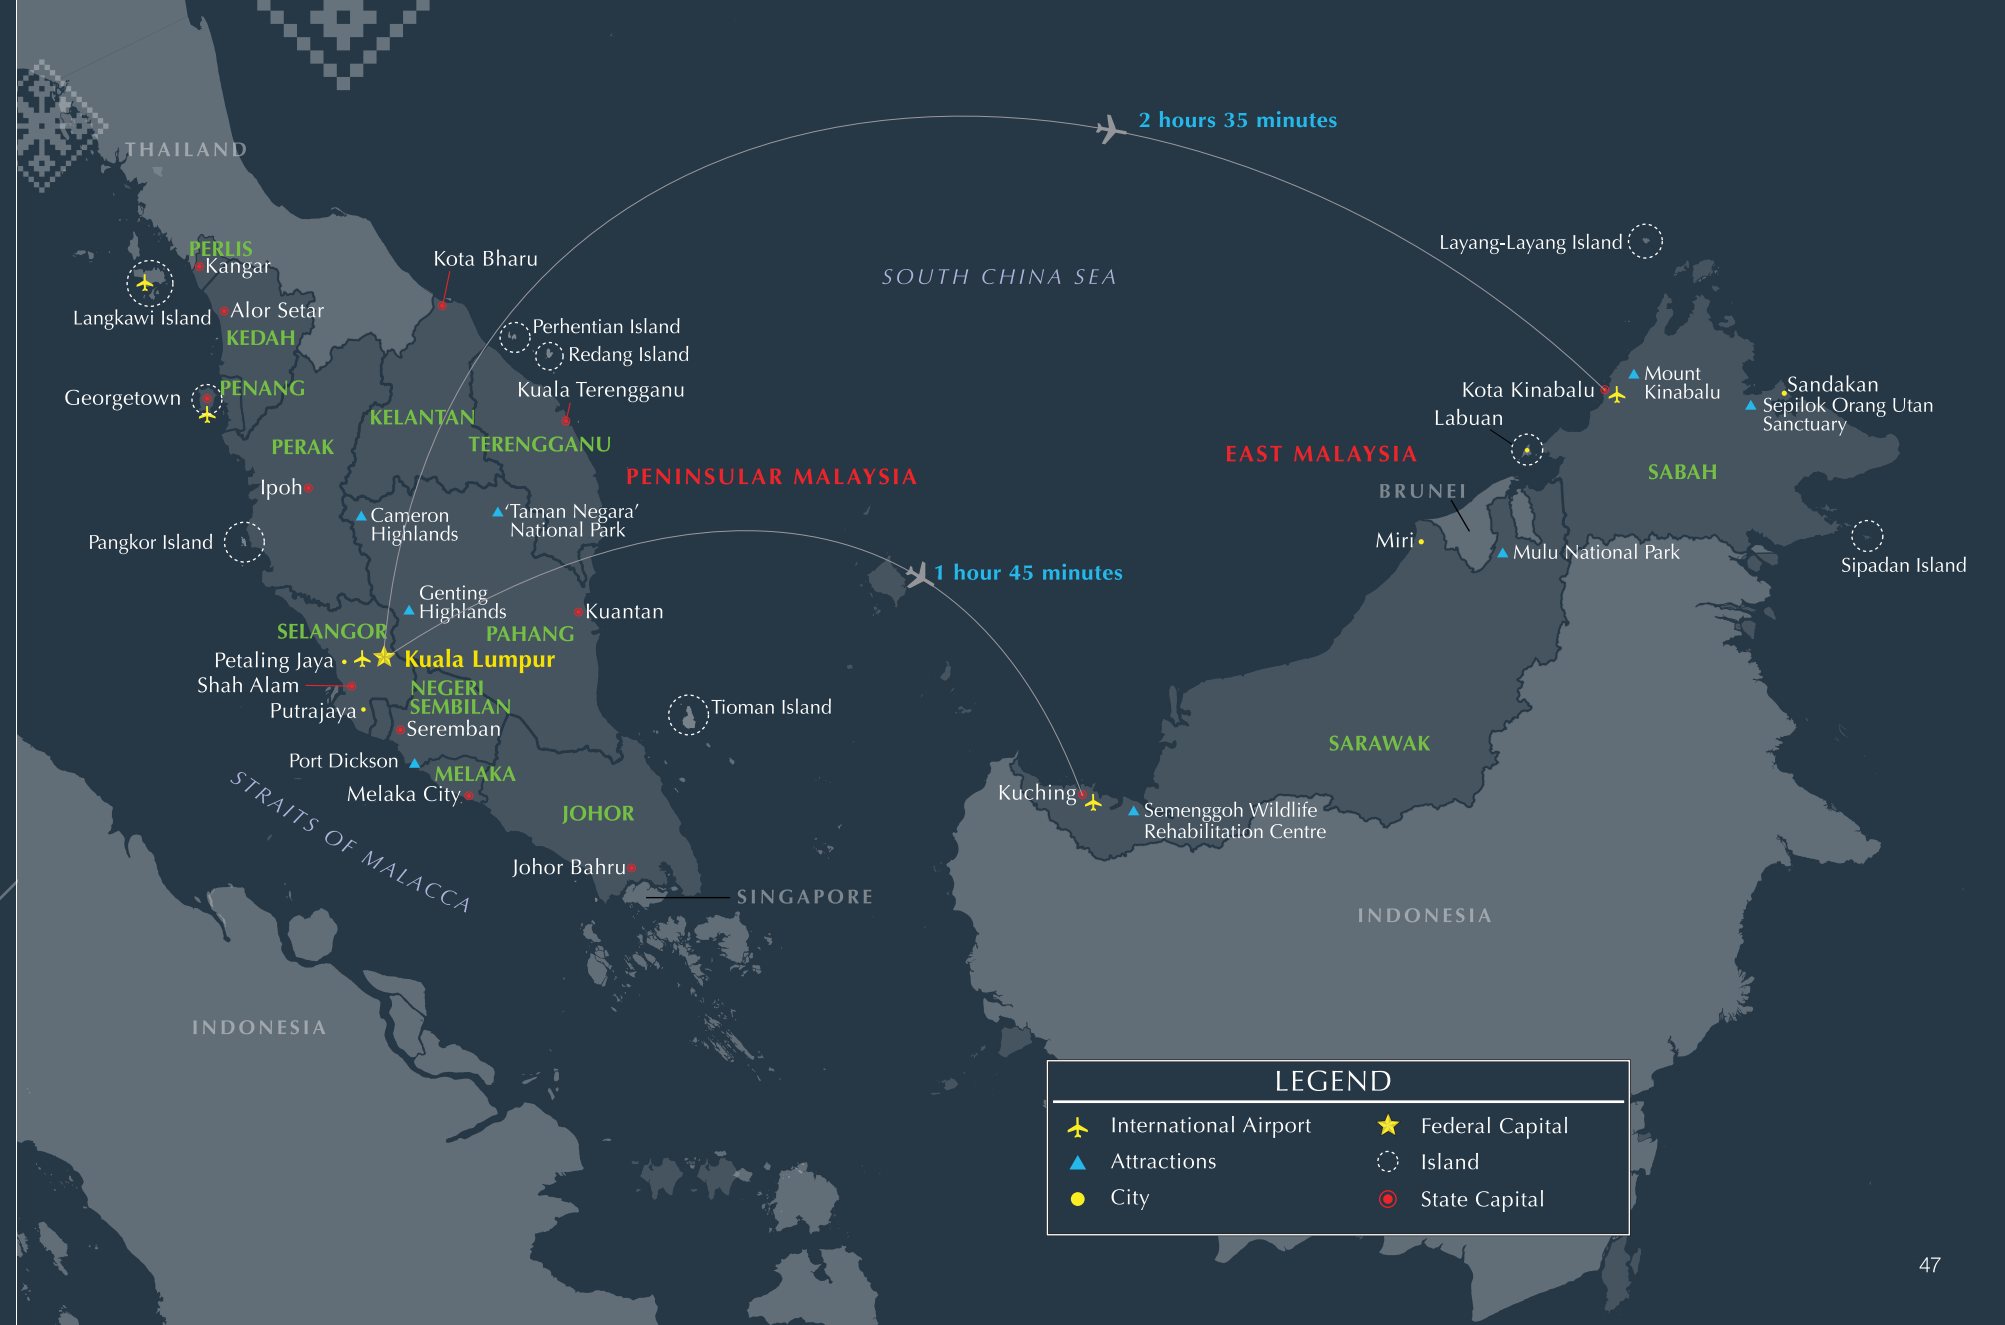 2 hours 35 minutes
THAILAND
Layang-Layang Island
PERLIS
Kangar
Kota Bharu
SOUTH CHINA SEA
Langkawi Island
Alor Setar
KEDAH
Perhentian Island
Redang Island
Georgetown
PENANG
Kuala Terengganu
KELANTAN
TERENGGANU
PERAK
Kota Kinabalu
Mount
Kinabalu
Sandakan
Sepilok Orang Utan
Sanctuary
Labuan
EAST MALAYSIA
SABAH
PENINSULAR MALAYSIA
BRUNEI
Ipoh
Cameron
Highlands
‘Taman Negara’
National Park
Pangkor Island
Miri
Mulu National Park
Sipadan Island
1 hour 45 minutes
Genting
Highlands
Kuantan
SELANGOR
PAHANG
Petaling Jaya
Kuala Lumpur
Shah Alam
NEGERI
SEMBILAN
Putrajaya
Seremban
Tioman Island
SARAWAK
Port Dickson
MELAKA
Melaka City
STRAITS OF MALACCA
JOHOR
Kuching
Semenggoh Wildlife
Rehabilitation Centre
Johor Bahru
SINGAPORE
INDONESIA
INDONESIA
LEGEND
International Airport
Federal Capital
Attractions
Island
City
State Capital
47